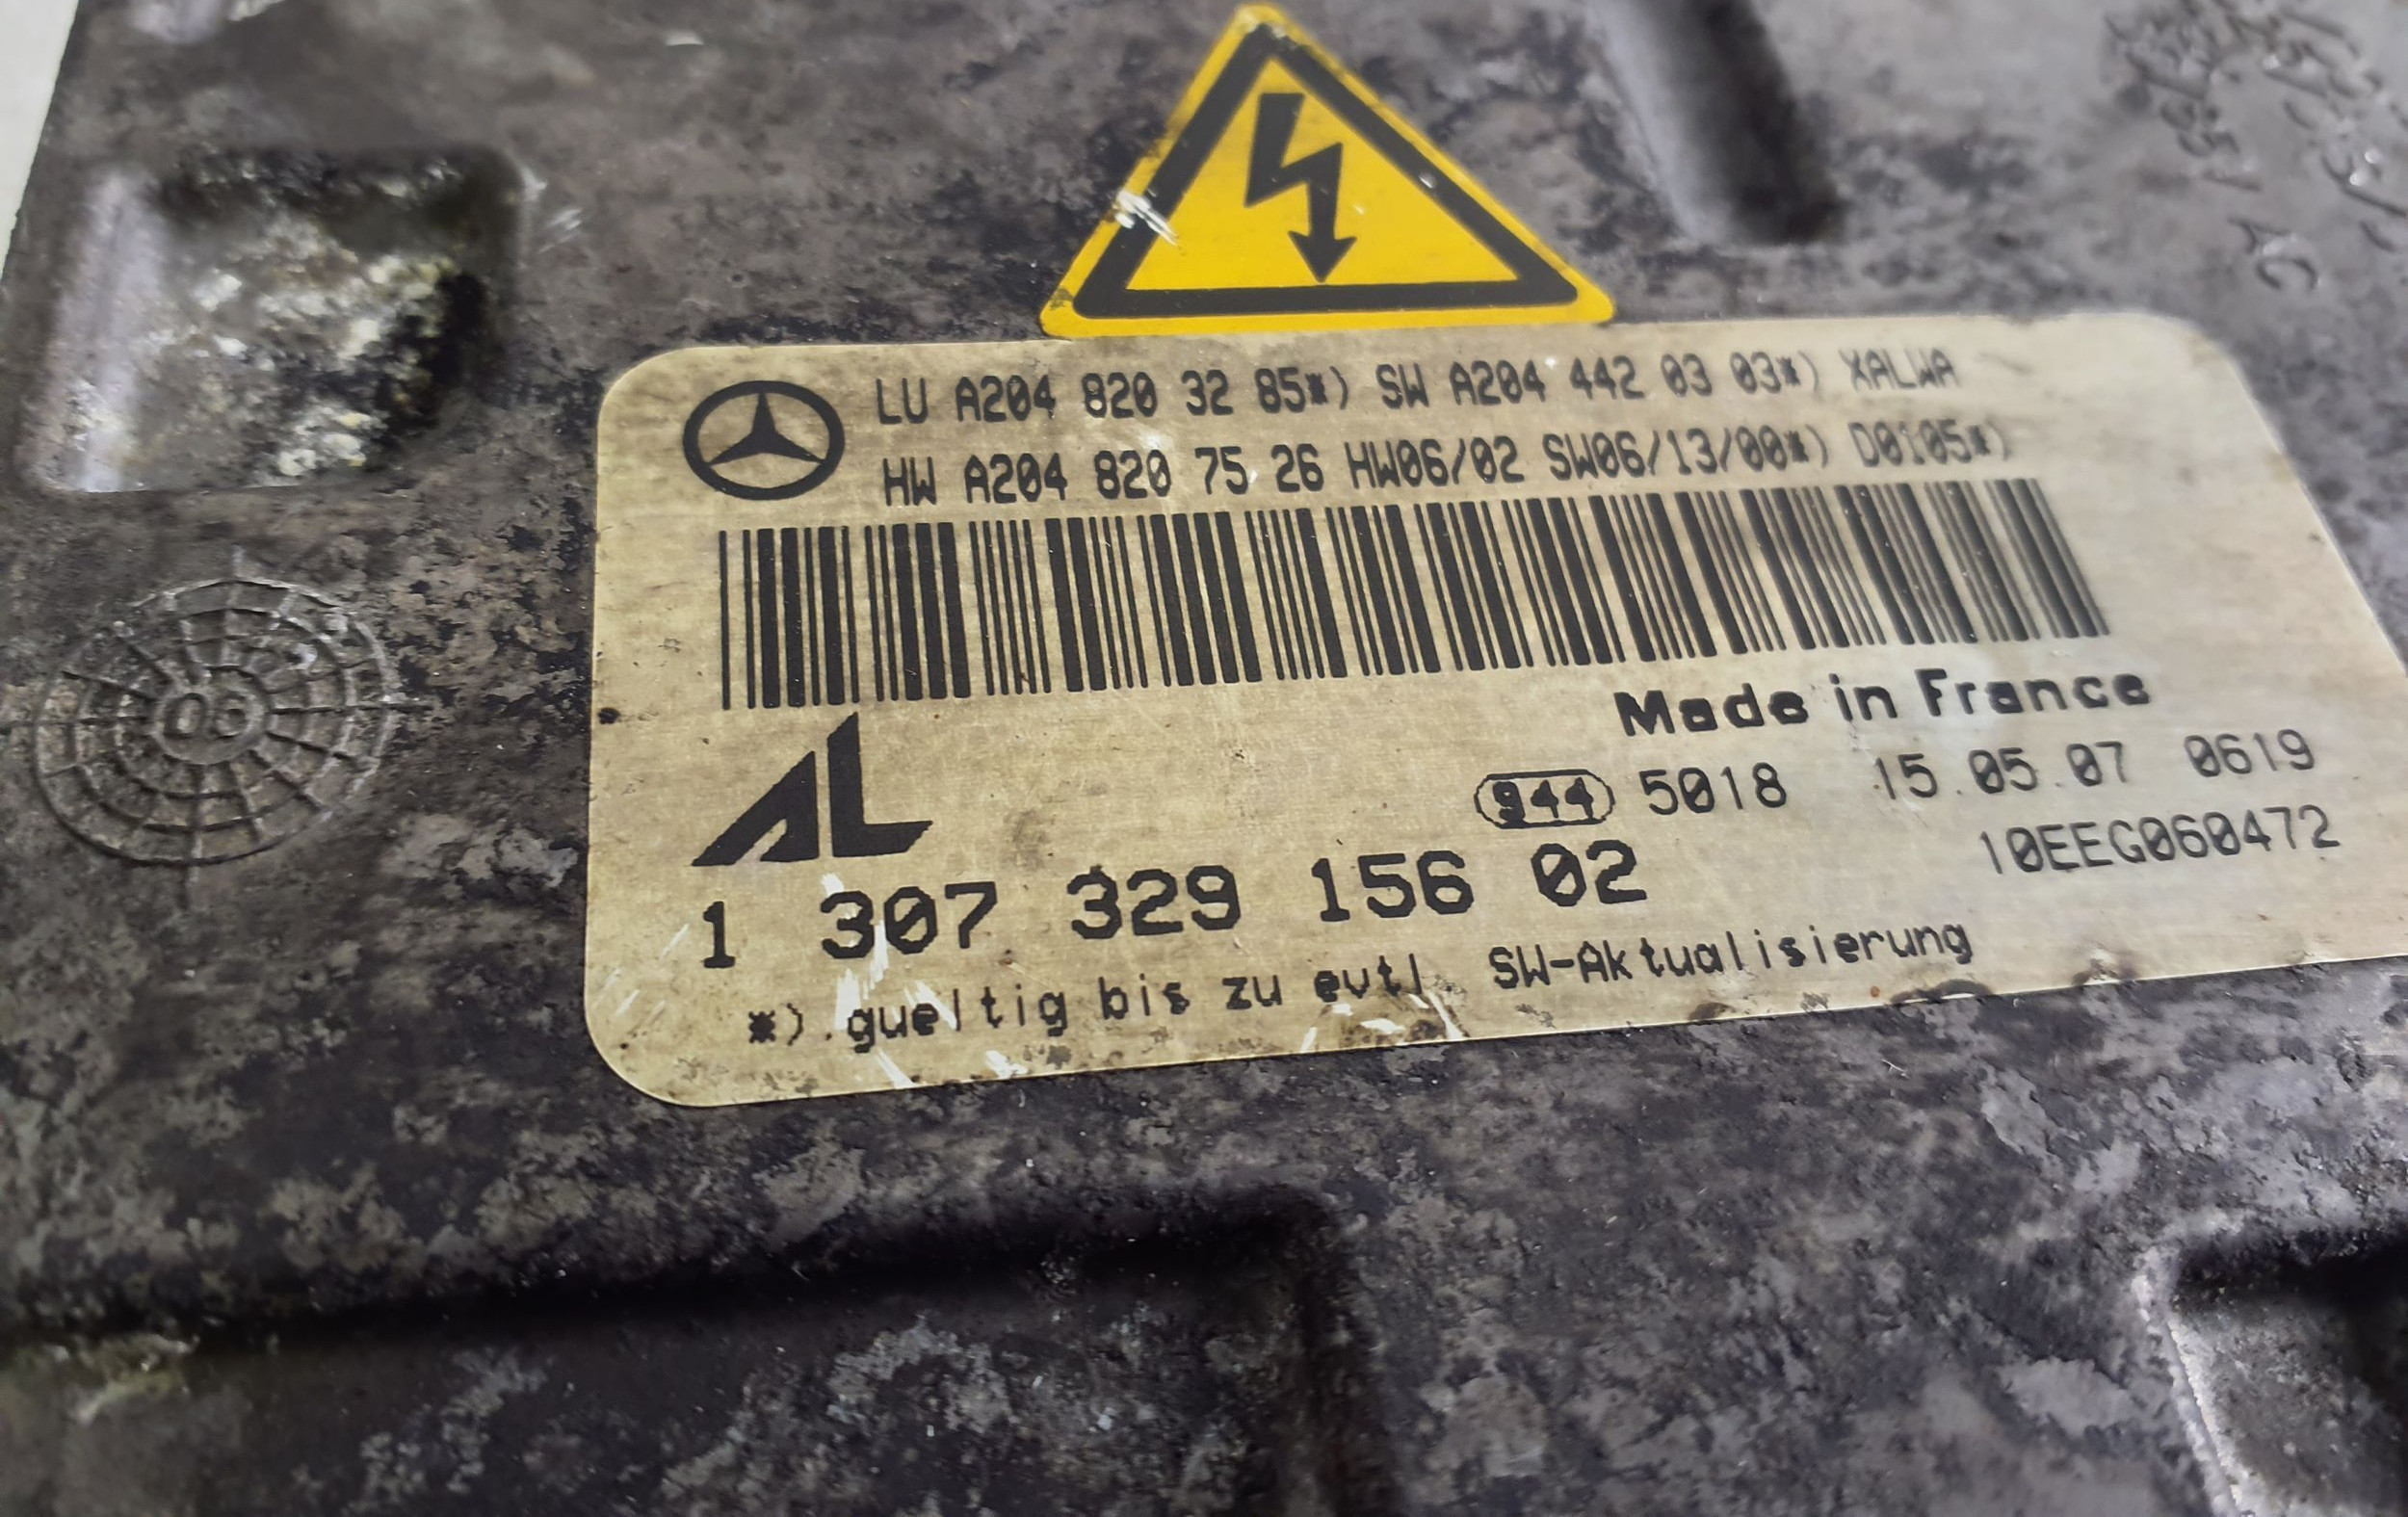 LU A204 820 32 85*) SW A204 442 03 03*) XALWA
HW A204 820 75 26 HW06/02 SW06/13/00*) D0105*)
Made in France
AL
944 5018 15.05.07 0619
10EEG060472
1 307 329 156 02
*) gueltig bis zu evtl. SW-Aktualisierung
06